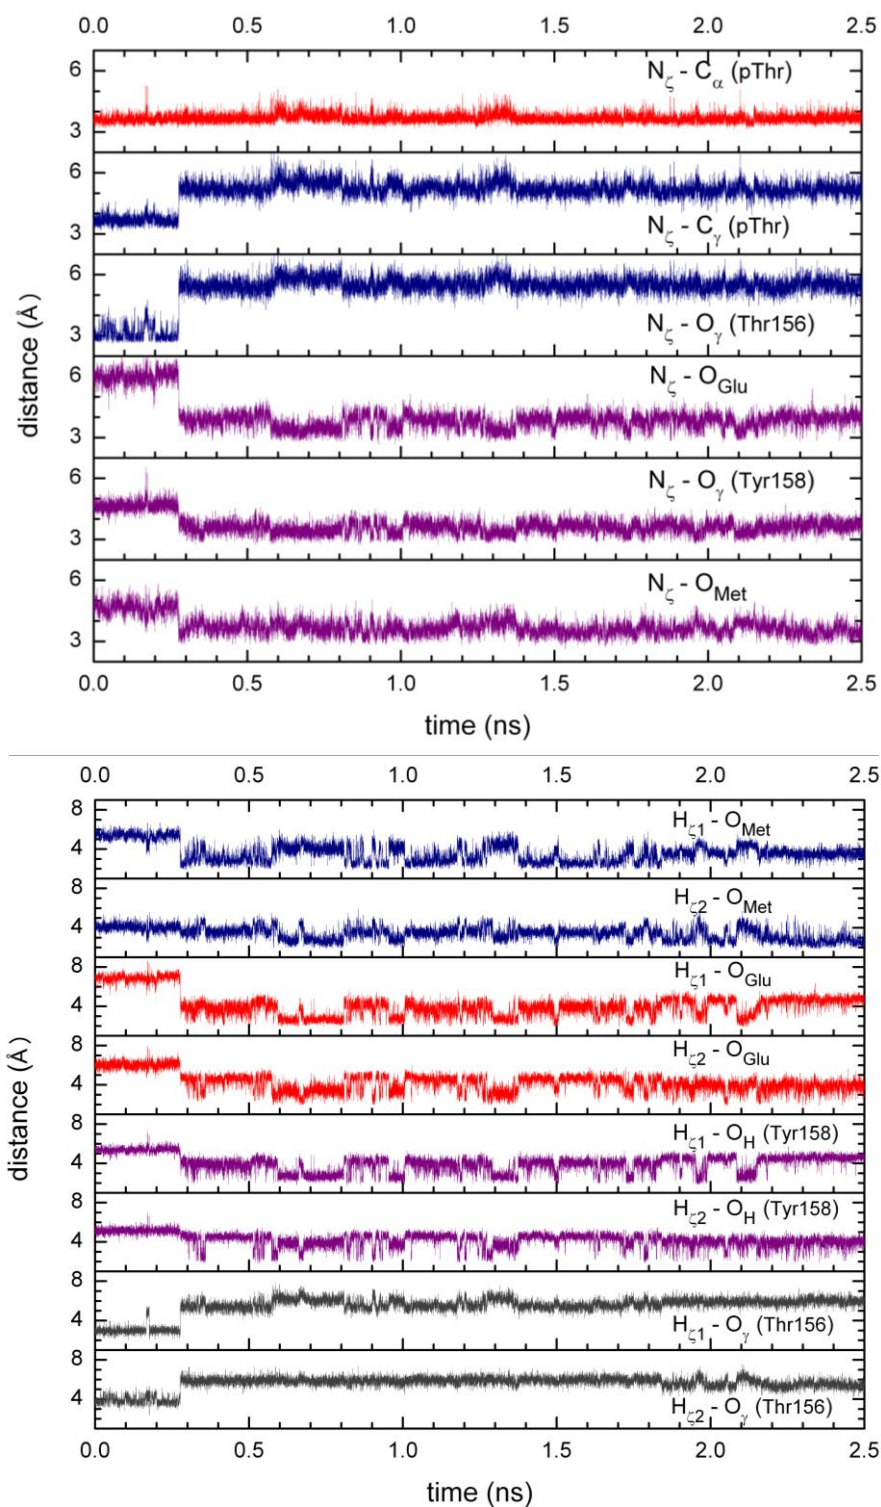 0.0 0.5 1.0 1.5 2.0 2.5
6
Nζ - Cα (pThr)
3
6
Nζ - Cγ (pThr)
3
6
Nζ - Oγ (Thr156)
3
distance (Å)
6
Nζ - OGlu
3
6
Nζ - Oγ (Tyr158)
3
6
Nζ - OMet
3
0.0 0.5 1.0 1.5 2.0 2.5
time (ns)
0.0 0.5 1.0 1.5 2.0 2.5
8
Hζ1 - OMet
4
8
Hζ2 - OMet
4
8
Hζ1 - OGlu
4
distance (Å)
8
Hζ2 - OGlu
4
8
Hζ1 - OH (Tyr158)
4
8
Hζ2 - OH (Tyr158)
4
8
Hζ1 - Oγ (Thr156)
4
8
Hζ2 - Oγ (Thr156)
4
0.0 0.5 1.0 1.5 2.0 2.5
time (ns)